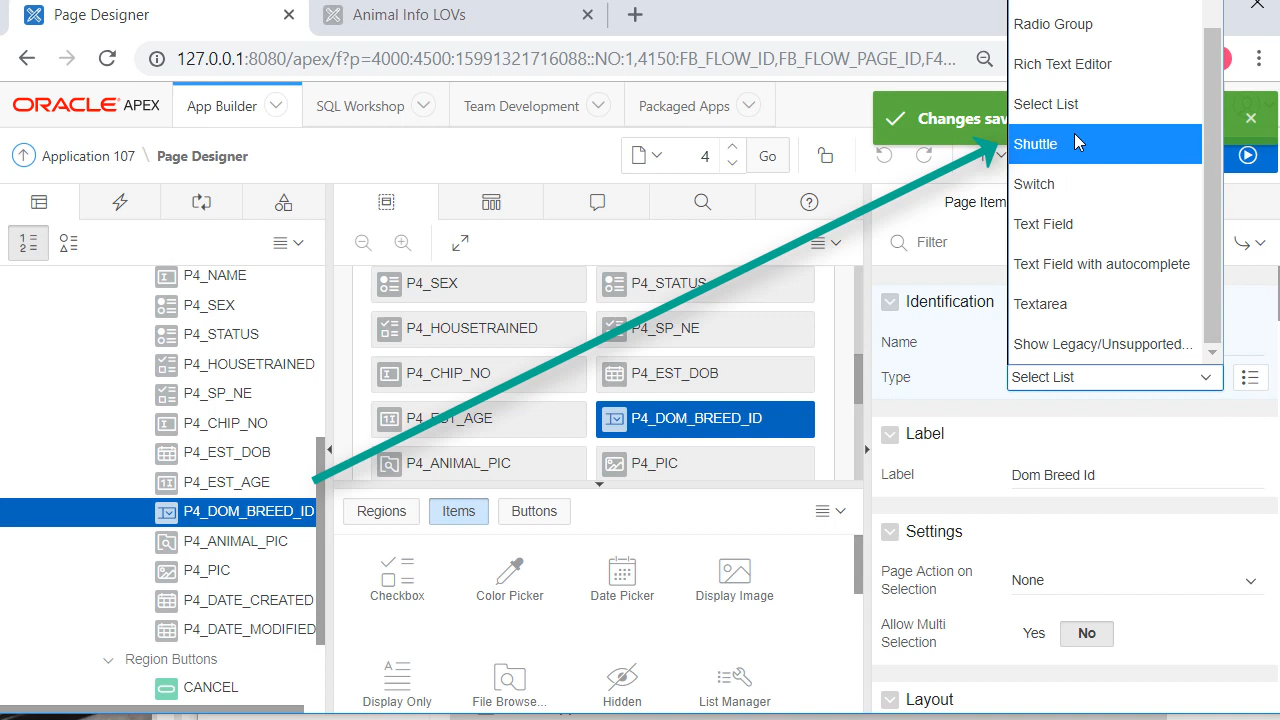 Page Designer
Animal Info LOVs
127.0.0.1:8080/apex/f?p=4000:4500:15991321716088::NO:1,4150:FB_FLOW_ID,FB_FLOW_PAGE_ID,F4...
ORACLE APEX
App Builder
SQL Workshop
Team Development
Packaged Apps
Changes sav
Application 107 \ Page Designer
4
Go
Radio Group
Rich Text Editor
Select List
Shuttle
Switch
Text Field
Text Field with autocomplete
Textarea
Show Legacy/Unsupported...
Select List
P4_NAME
P4_SEX
P4_STATUS
P4_HOUSETRAINED
P4_SP_NE
P4_CHIP_NO
P4_EST_DOB
P4_EST_AGE
P4_DOM_BREED_ID
P4_ANIMAL_PIC
P4_PIC
P4_DATE_CREATED
P4_DATE_MODIFIED
Region Buttons
CANCEL
P4_SEX
P4_STATUS
P4_HOUSETRAINED
P4_SP_NE
P4_CHIP_NO
P4_EST_DOB
P4_EST_AGE
P4_DOM_BREED_ID
P4_ANIMAL_PIC
P4_PIC
Regions
Items
Buttons
Checkbox
Color Picker
Date Picker
Display Image
Display Only
File Browse...
Hidden
List Manager
Page Item
Filter
Identification
Name
Type
Label
Label
Dom Breed Id
Settings
Page Action on
Selection
None
Allow Multi
Selection
Yes
No
Layout